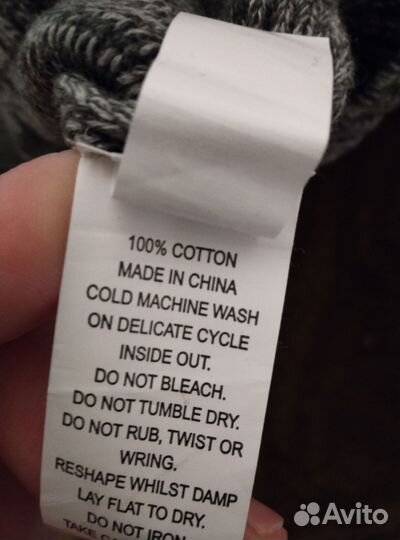 100% COTTON
MADE IN CHINA
COLD MACHINE WASH
ON DELICATE CYCLE
INSIDE OUT.
DO NOT BLEACH.
DO NOT TUMBLE DRY.
DO NOT RUB, TWIST OR
WRING.
RESHAPE WHILST DAMP
LAY FLAT TO DRY.
DO NOT IRON
TAKE
Avito